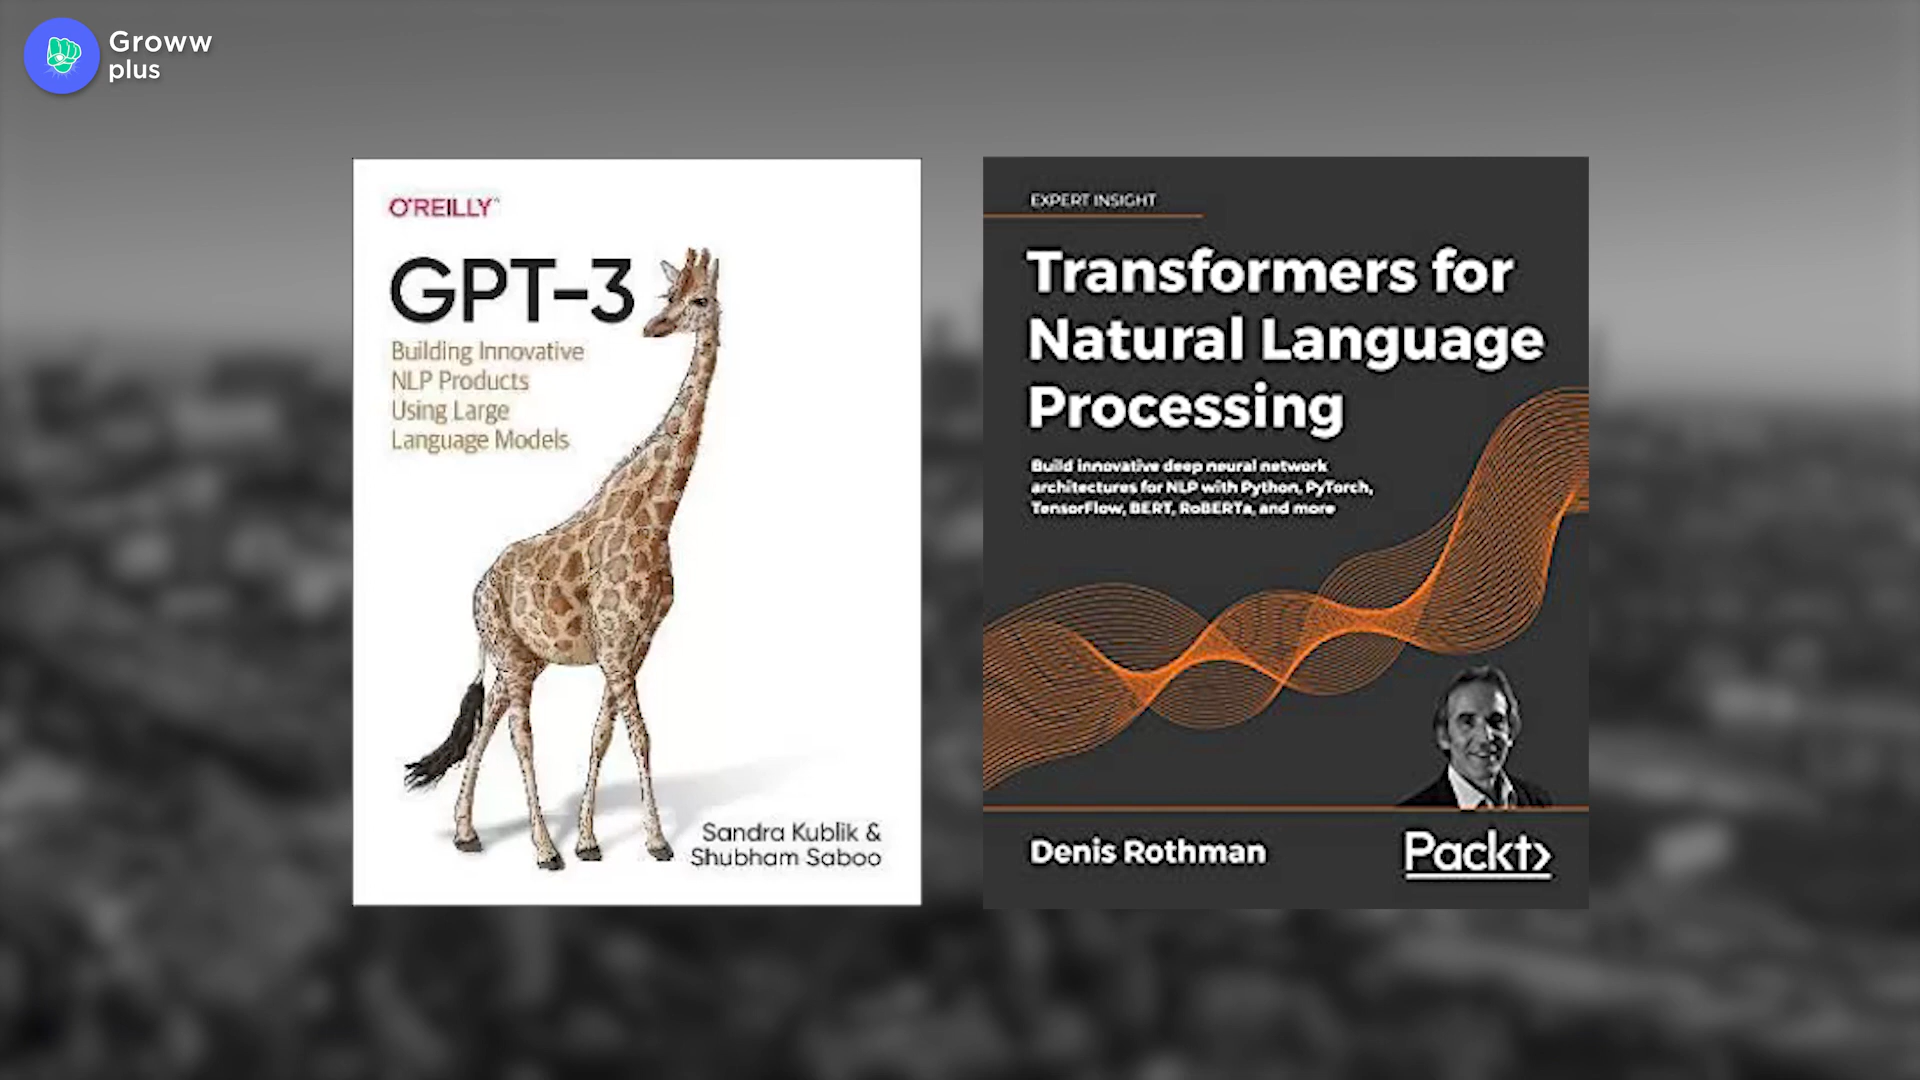 Groww
plus
O'REILLY
GPT-3
Building Innovative
NLP Products
Using Large
Language Models
Sandra Kublik &
Shubham Saboo
EXPERT INSIGHT
Transformers for
Natural Language
Processing
Build innovative deep neural network
architectures for NLP with Python, PyTorch,
TensorFlow, BERT, RoBERTa, and more
Denis Rothman
Packt>